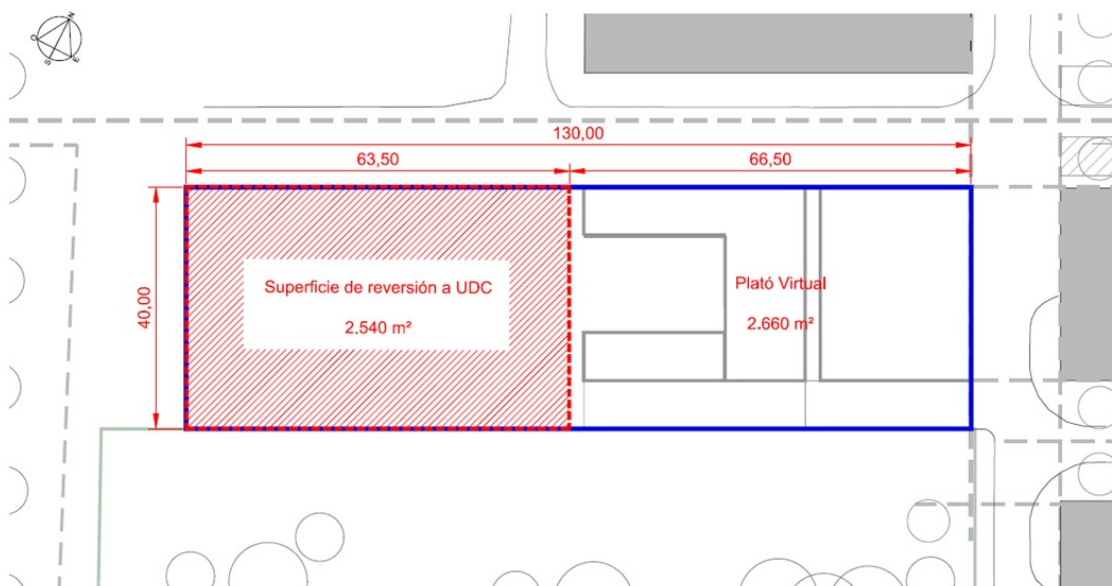 N
O
S
E
130,00
63,50
66,50
40,00
Superficie de reversión a UDC
2.540 m²
Plató Virtual
2.660 m²